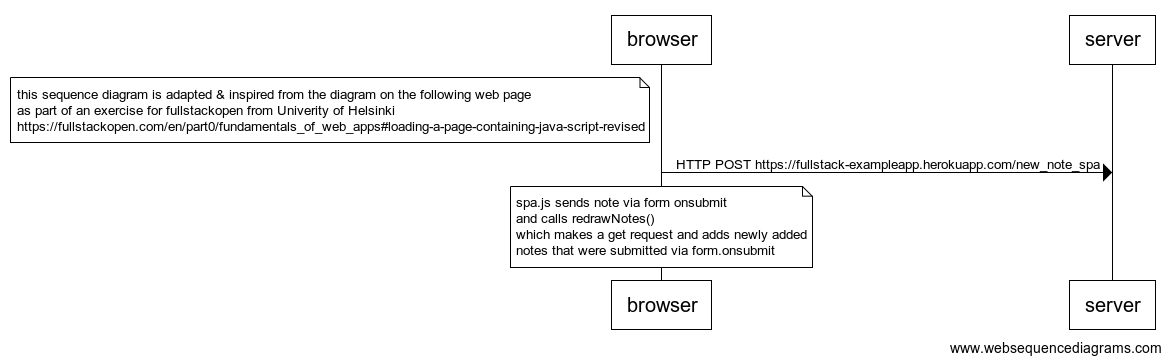 browser
server
this sequence diagram is adapted & inspired from the diagram on the following web page
as part of an exercise for fullstackopen from Univerity of Helsinki
https://fullstackopen.com/en/part0/fundamentals_of_web_apps#loading-a-page-containing-java-script-revised
HTTP POST https://fullstack-exampleapp.herokuapp.com/new_note_spa
spa.js sends note via form onsubmit
and calls redrawNotes()
which makes a get request and adds newly added
notes that were submitted via form.onsubmit
browser
server
www.websequencediagrams.com